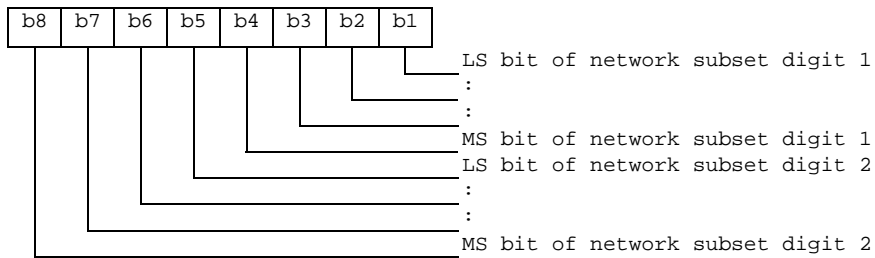 b8 b7 b6 b5 b4 b3 b2 b1
LS bit of network subset digit 1
:
:
MS bit of network subset digit 1
LS bit of network subset digit 2
:
:
MS bit of network subset digit 2